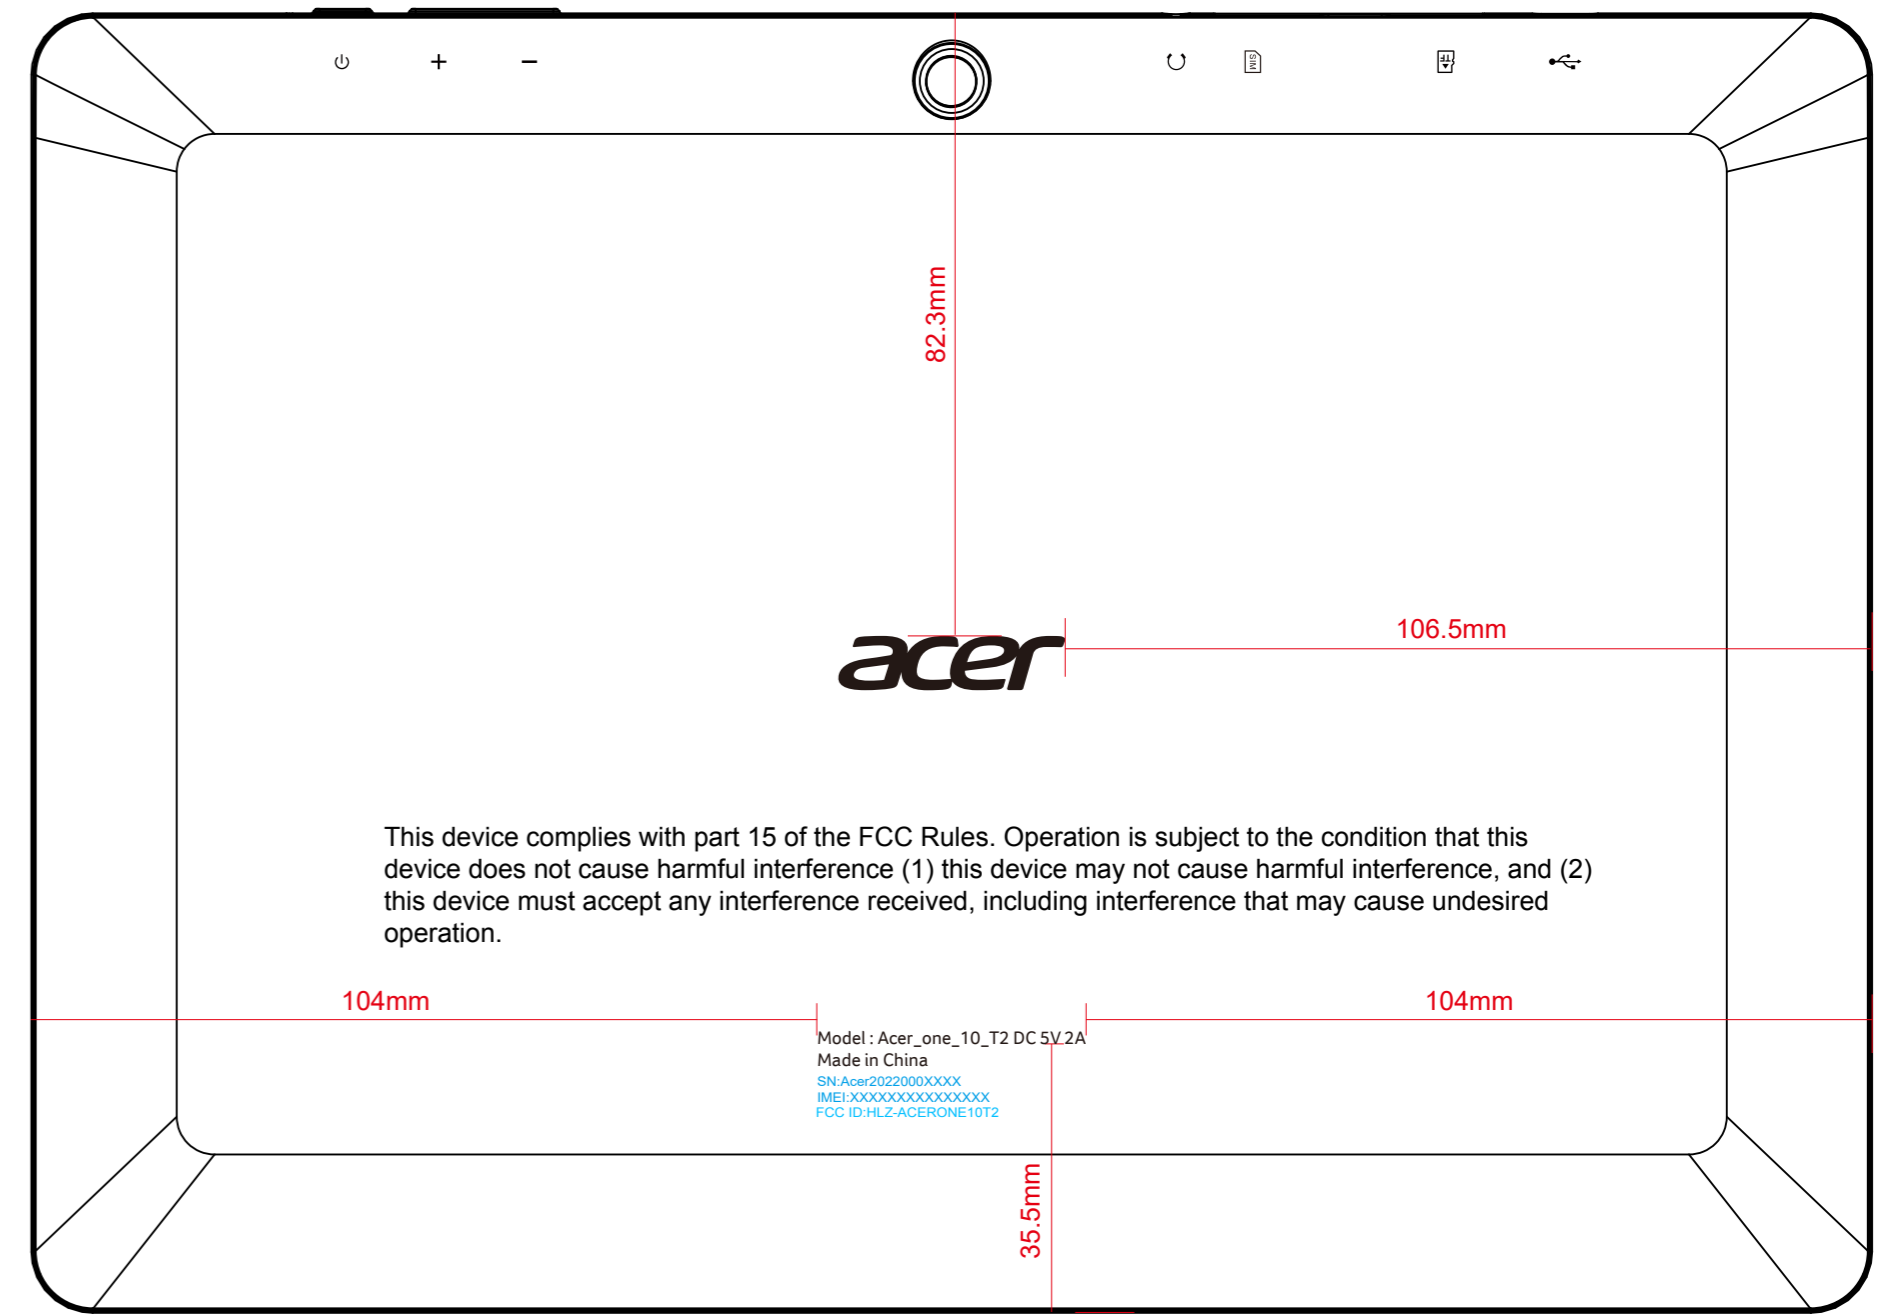 + −
SIM
TF
82.3mm
106.5mm
acer
This device complies with part 15 of the FCC Rules. Operation is subject to the condition that this
device does not cause harmful interference (1) this device may not cause harmful interference, and (2)
this device must accept any interference received, including interference that may cause undesired
operation.
104mm
104mm
Model : Acer_one_10_T2 DC 5V 2A
Made in China
SN:Acer2022000XXXX
IMEI:XXXXXXXXXXXXXXX
FCC ID:HLZ-ACERONE10T2
35.5mm